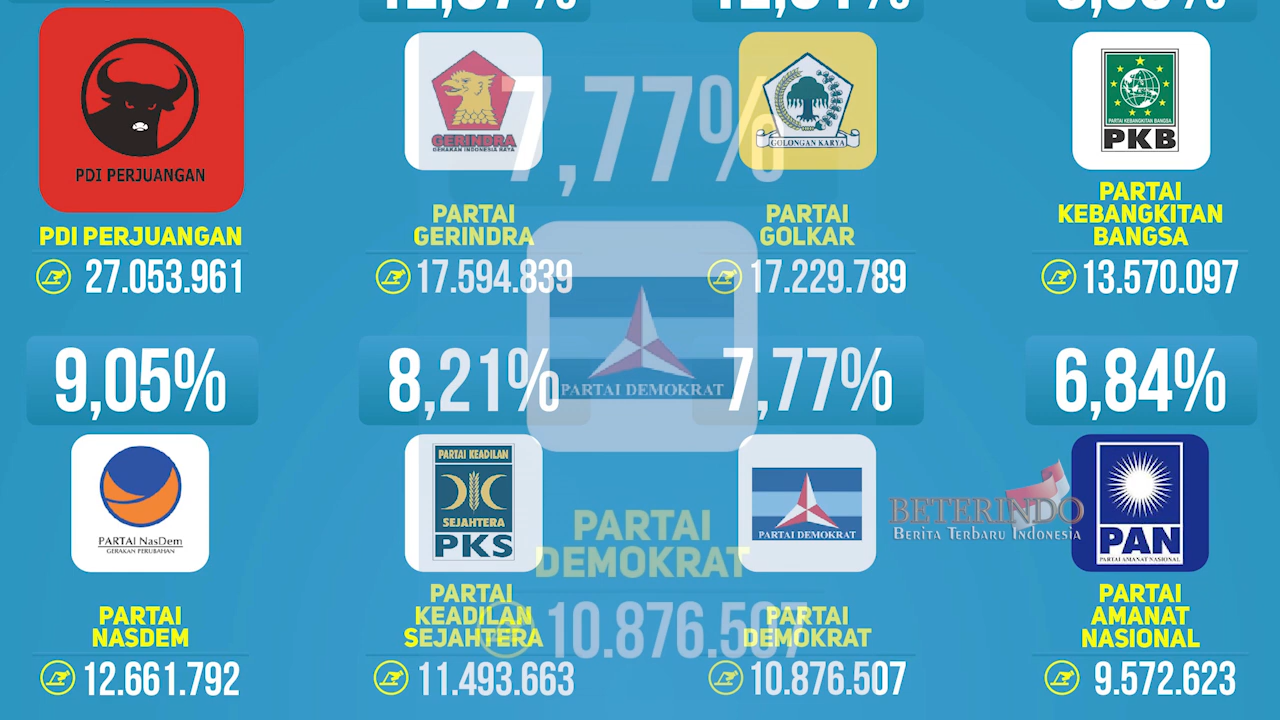 PDI PERJUANGAN
PDI PERJUANGAN
27.053.961
GERINDRA
GERAKAN INDONESIA RAYA
PARTAI
GERINDRA
17.594.839
GOLONGAN KARYA
PARTAI
GOLKAR
17.229.789
PARTAI KEBANGKITAN BANGSA
PKB
PARTAI
KEBANGKITAN
BANGSA
13.570.097
7,77%
PARTAI DEMOKRAT
PARTAI
DEMOKRAT
10.876.507
9,05%
PARTAI NasDem
GERAKAN PERUBAHAN
PARTAI
NASDEM
12.661.792
8,21%
PARTAI KEADILAN
SEJAHTERA
PKS
PARTAI
KEADILAN
SEJAHTERA
11.493.663
7,77%
PARTAI DEMOKRAT
PARTAI
DEMOKRAT
10.876.507
6,84%
PAN
PARTAI AMANAT NASIONAL
PARTAI
AMANAT
NASIONAL
9.572.623
BETERINDO
Berita Terbaru Indonesia